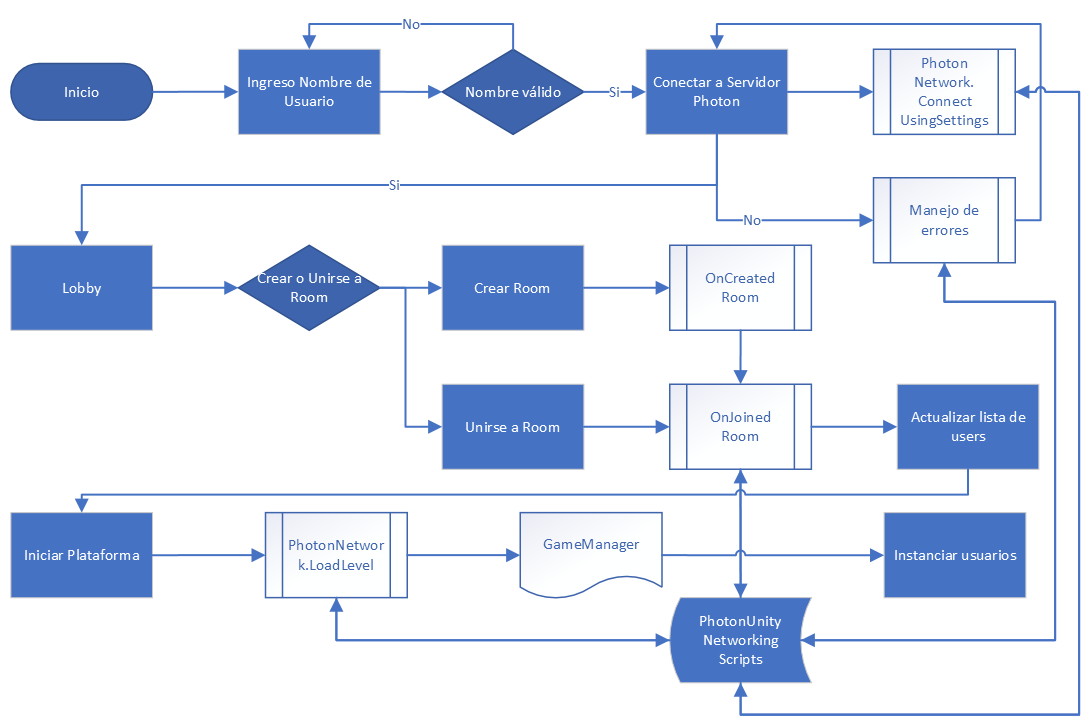 No
Inicio
Ingreso Nombre de
Usuario
Nombre válido
Si
Conectar a Servidor
Photon
Photon
Network.
Connect
UsingSettings
Si
No
Manejo de
errores
Lobby
Crear o Unirse a
Room
Crear Room
OnCreated
Room
Unirse a Room
OnJoined
Room
Actualizar lista de
users
Iniciar Plataforma
PhotonNetwor
k.LoadLevel
GameManager
Instanciar usuarios
PhotonUnity
Networking
Scripts